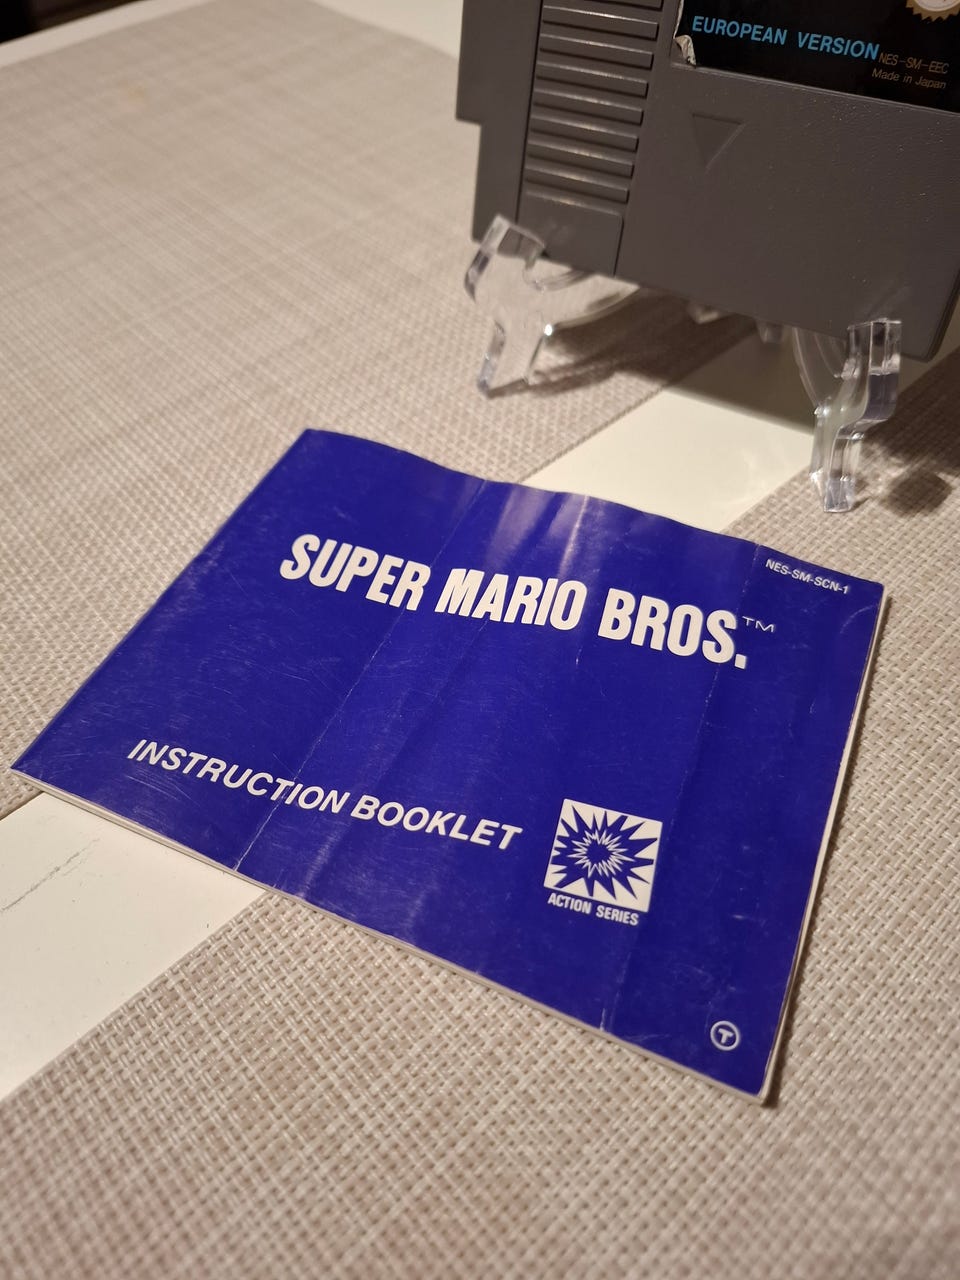 EUROPEAN VERSION
NES-SM-EEC
Made in Japan
NES-SM-SCN-1
SUPER MARIO BROS.™
INSTRUCTION BOOKLET
ACTION SERIES
T